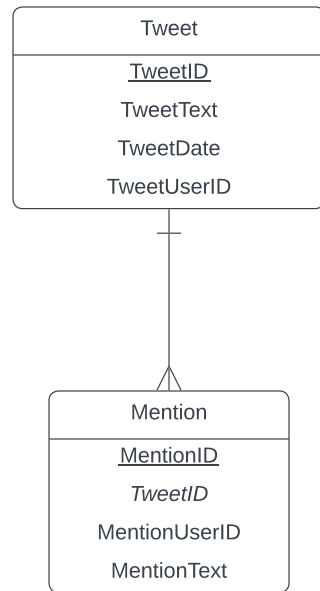 Tweet
TweetID
TweetText
TweetDate
TweetUserID
Mention
MentionID
TweetID
MentionUserID
MentionText